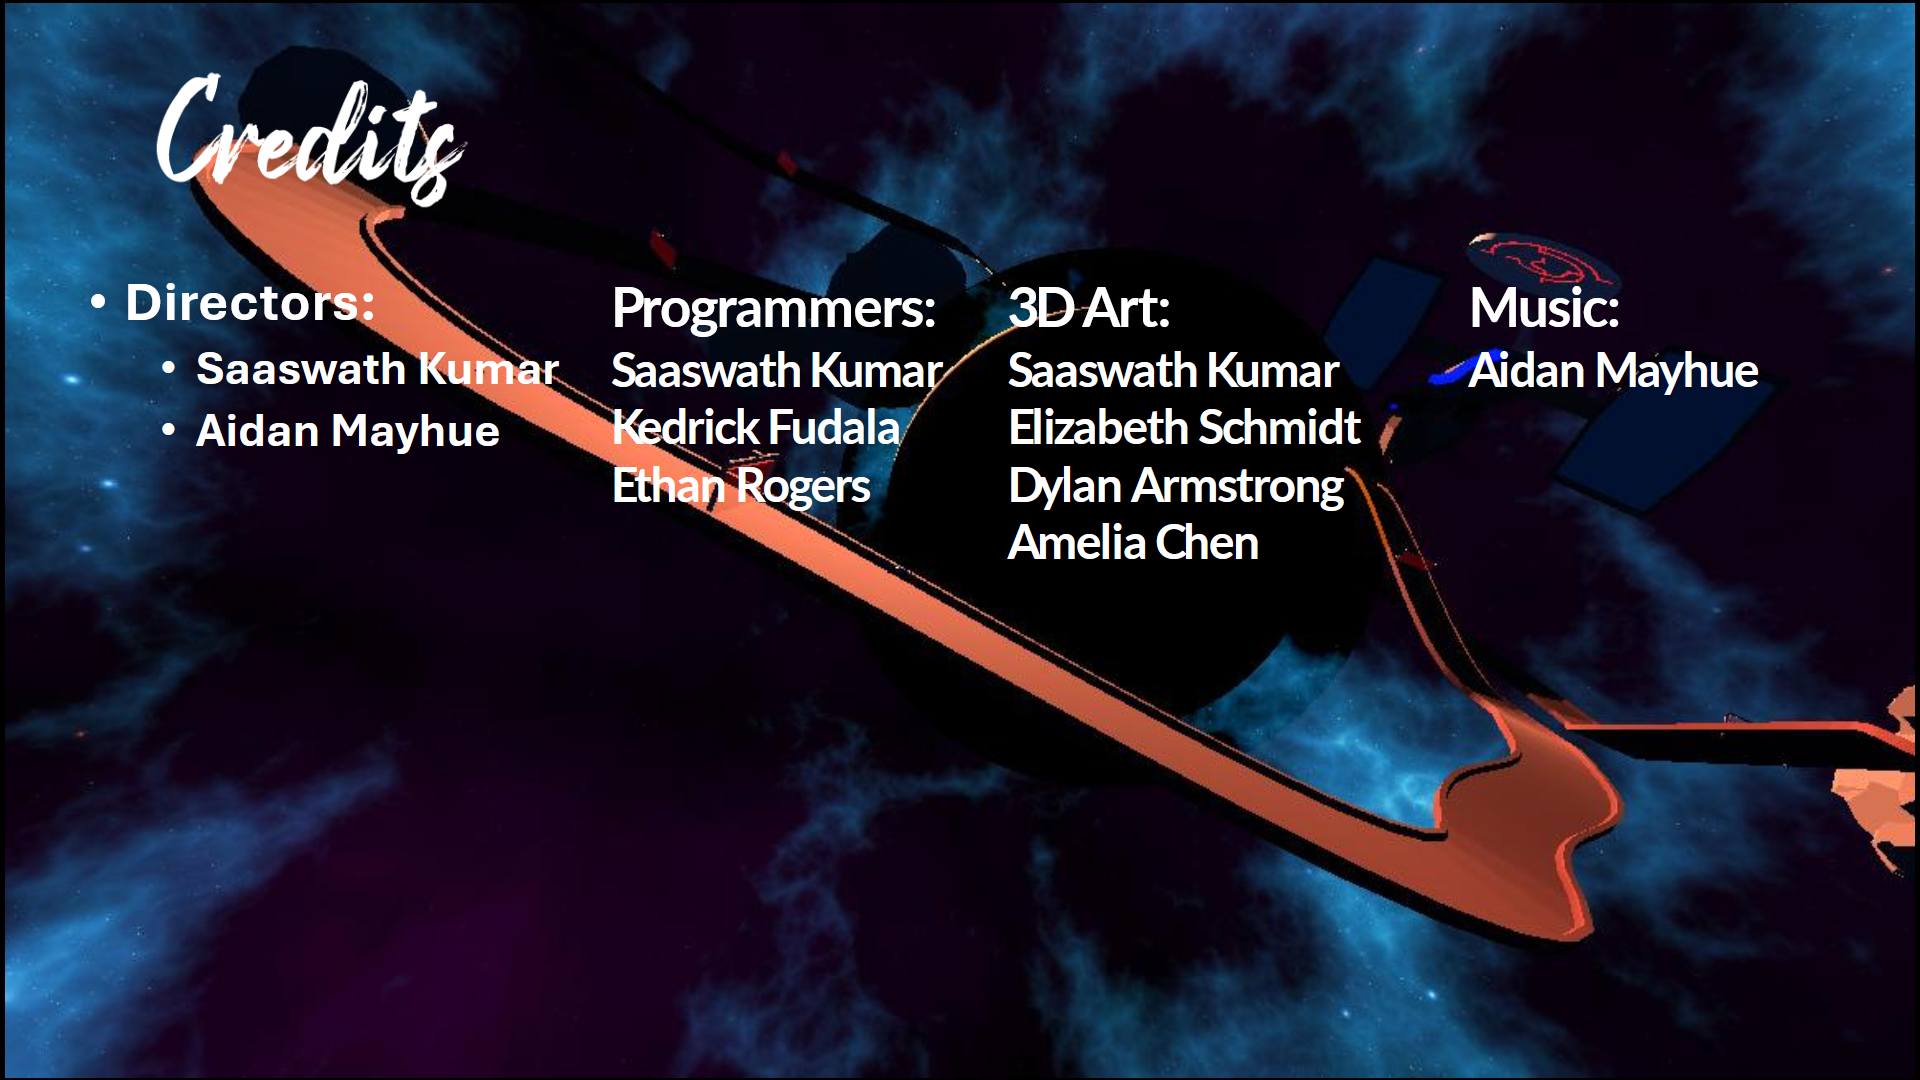 Credits
• Directors:
• Saaswath Kumar
• Aidan Mayhue
Programmers:
Saaswath Kumar
Kedrick Fudala
Ethan Rogers
3D Art:
Saaswath Kumar
Elizabeth Schmidt
Dylan Armstrong
Amelia Chen
Music:
Aidan Mayhue